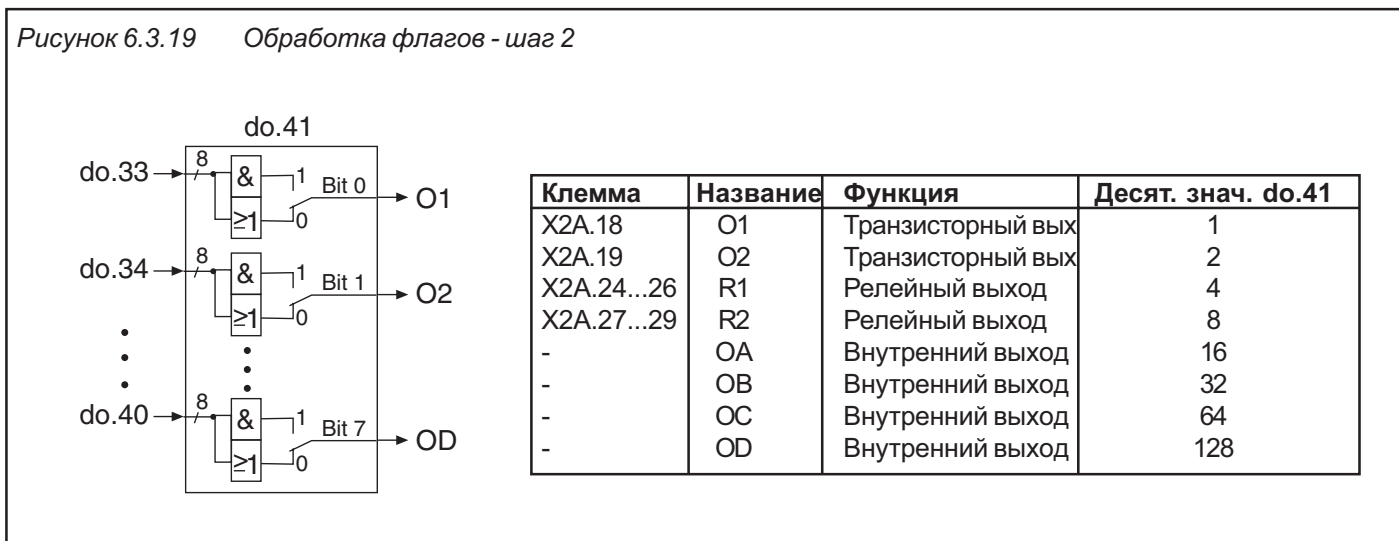 Рисунок 6.3.19 Обработка флагов - шаг 2
do.41
do.33 8 & 1 Bit 0 O1
≥1 0
do.34 8 & 1 Bit 1 O2
≥1 0
do.40 8 & 1 Bit 7 OD
≥1 0
Клемма Название Функция Десят. знач. do.41
X2A.18 O1 Транзисторный вых 1
X2A.19 O2 Транзисторный вых 2
X2A.24...26 R1 Релейный выход 4
X2A.27...29 R2 Релейный выход 8
- OA Внутренний выход 16
- OB Внутренний выход 32
- OC Внутренний выход 64
- OD Внутренний выход 128